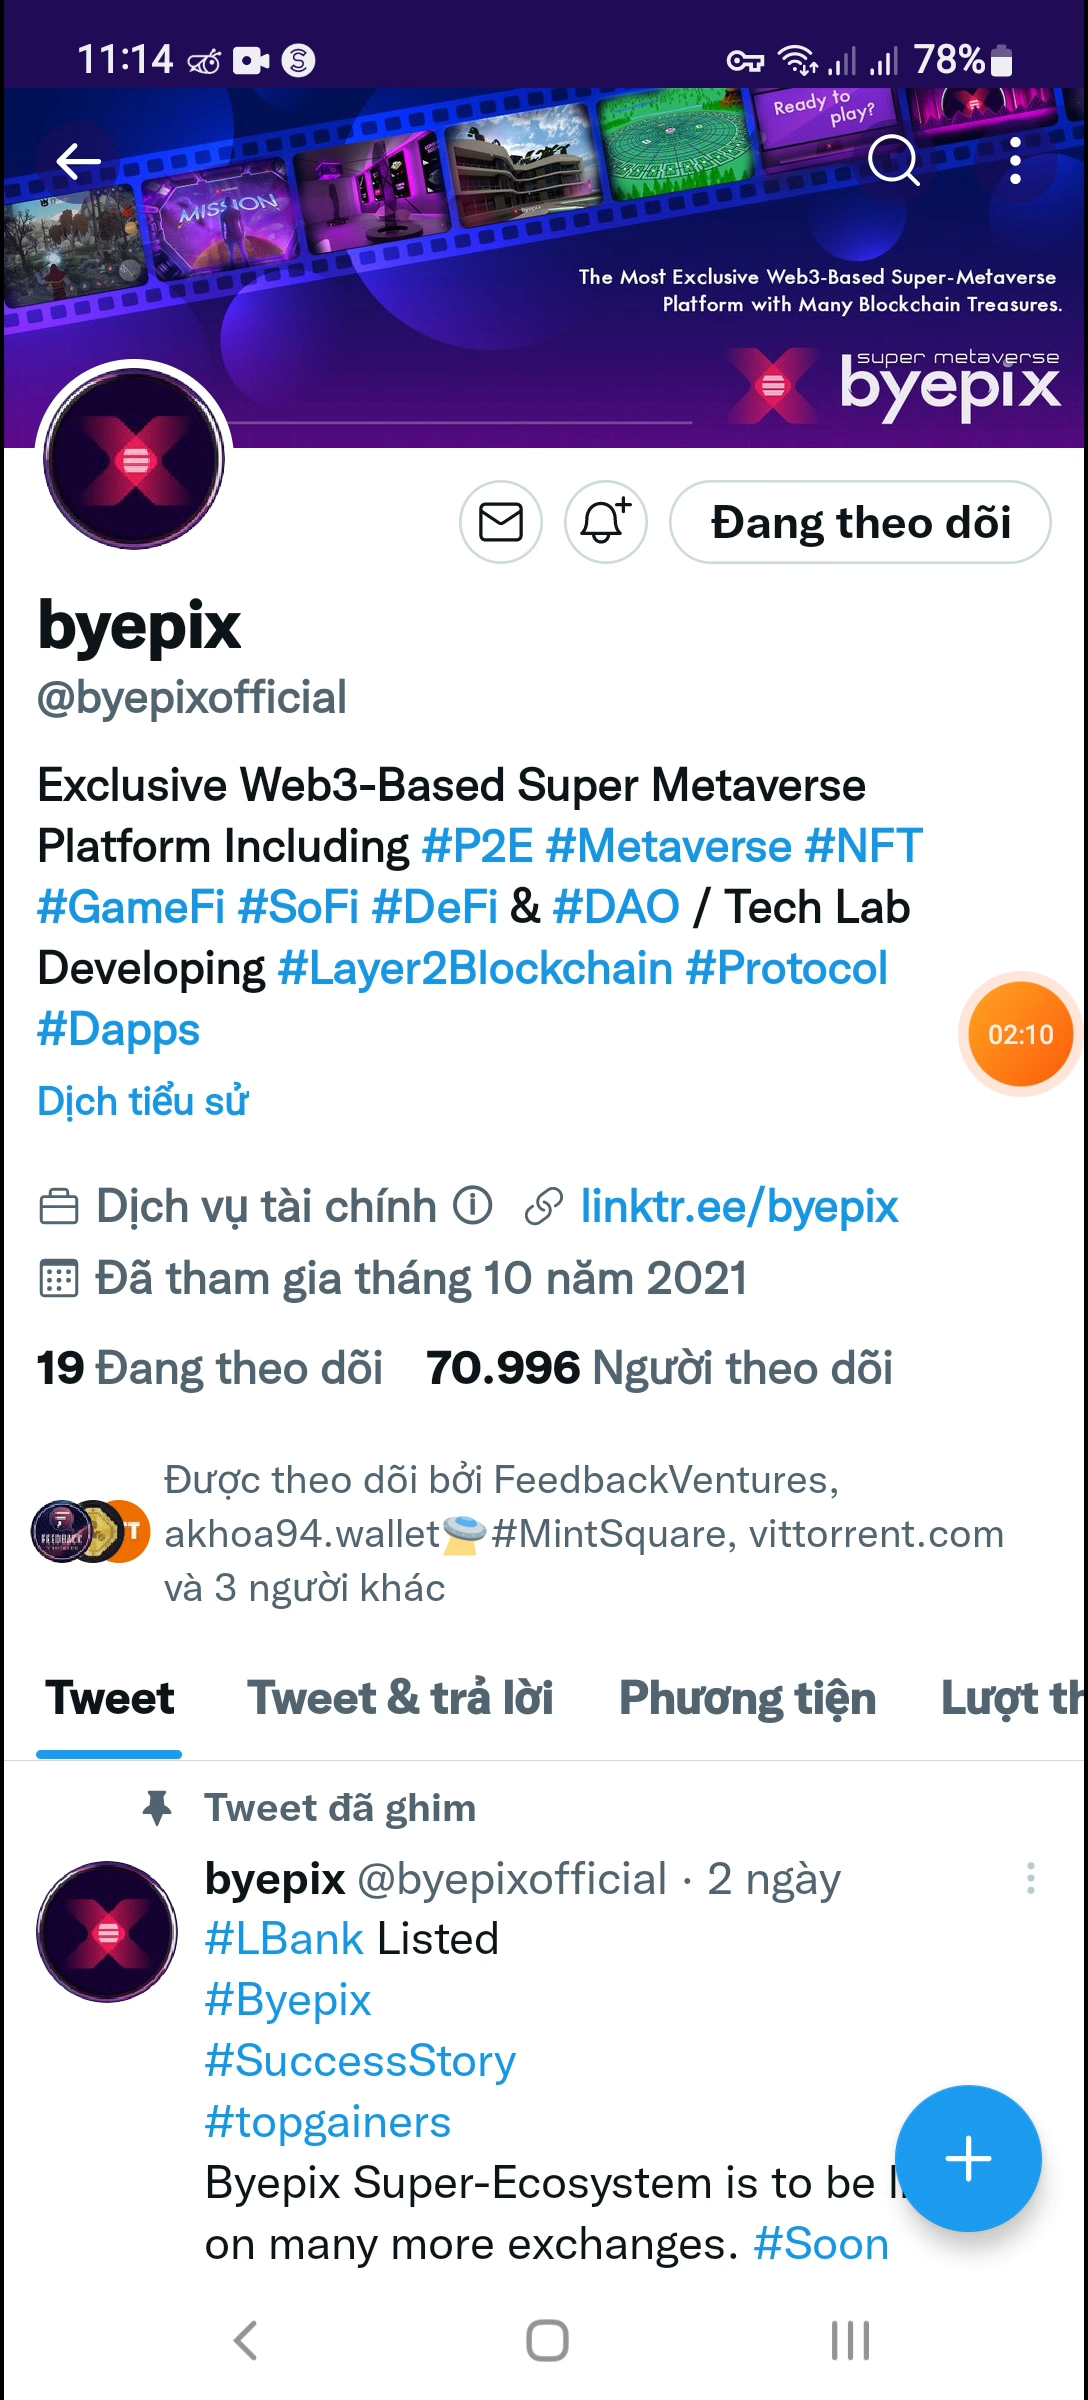 11:14
78%
MISSION
Ready to
play?
The Most Exclusive Web3-Based Super-Metaverse
Platform with Many Blockchain Treasures.
super metaverse
byepix
Đang theo dõi
byepix
@byepixofficial
Exclusive Web3-Based Super Metaverse
Platform Including #P2E #Metaverse #NFT
#GameFi #SoFi #DeFi & #DAO / Tech Lab
Developing #Layer2Blockchain #Protocol
#Dapps
02:10
Dịch tiểu sử
Dịch vụ tài chính linktr.ee/byepix
Đã tham gia tháng 10 năm 2021
19 Đang theo dõi 70.996 Người theo dõi
Được theo dõi bởi FeedbackVentures,
akhoa94.wallet🛸#MintSquare, vittorrent.com
và 3 người khác
Tweet Tweet & trả lời Phương tiện Lượt th
Tweet đã ghim
byepix @byepixofficial · 2 ngày
#LBank Listed
#Byepix
#SuccessStory
#topgainers
Byepix Super-Ecosystem is to be
on many more exchanges. #Soon